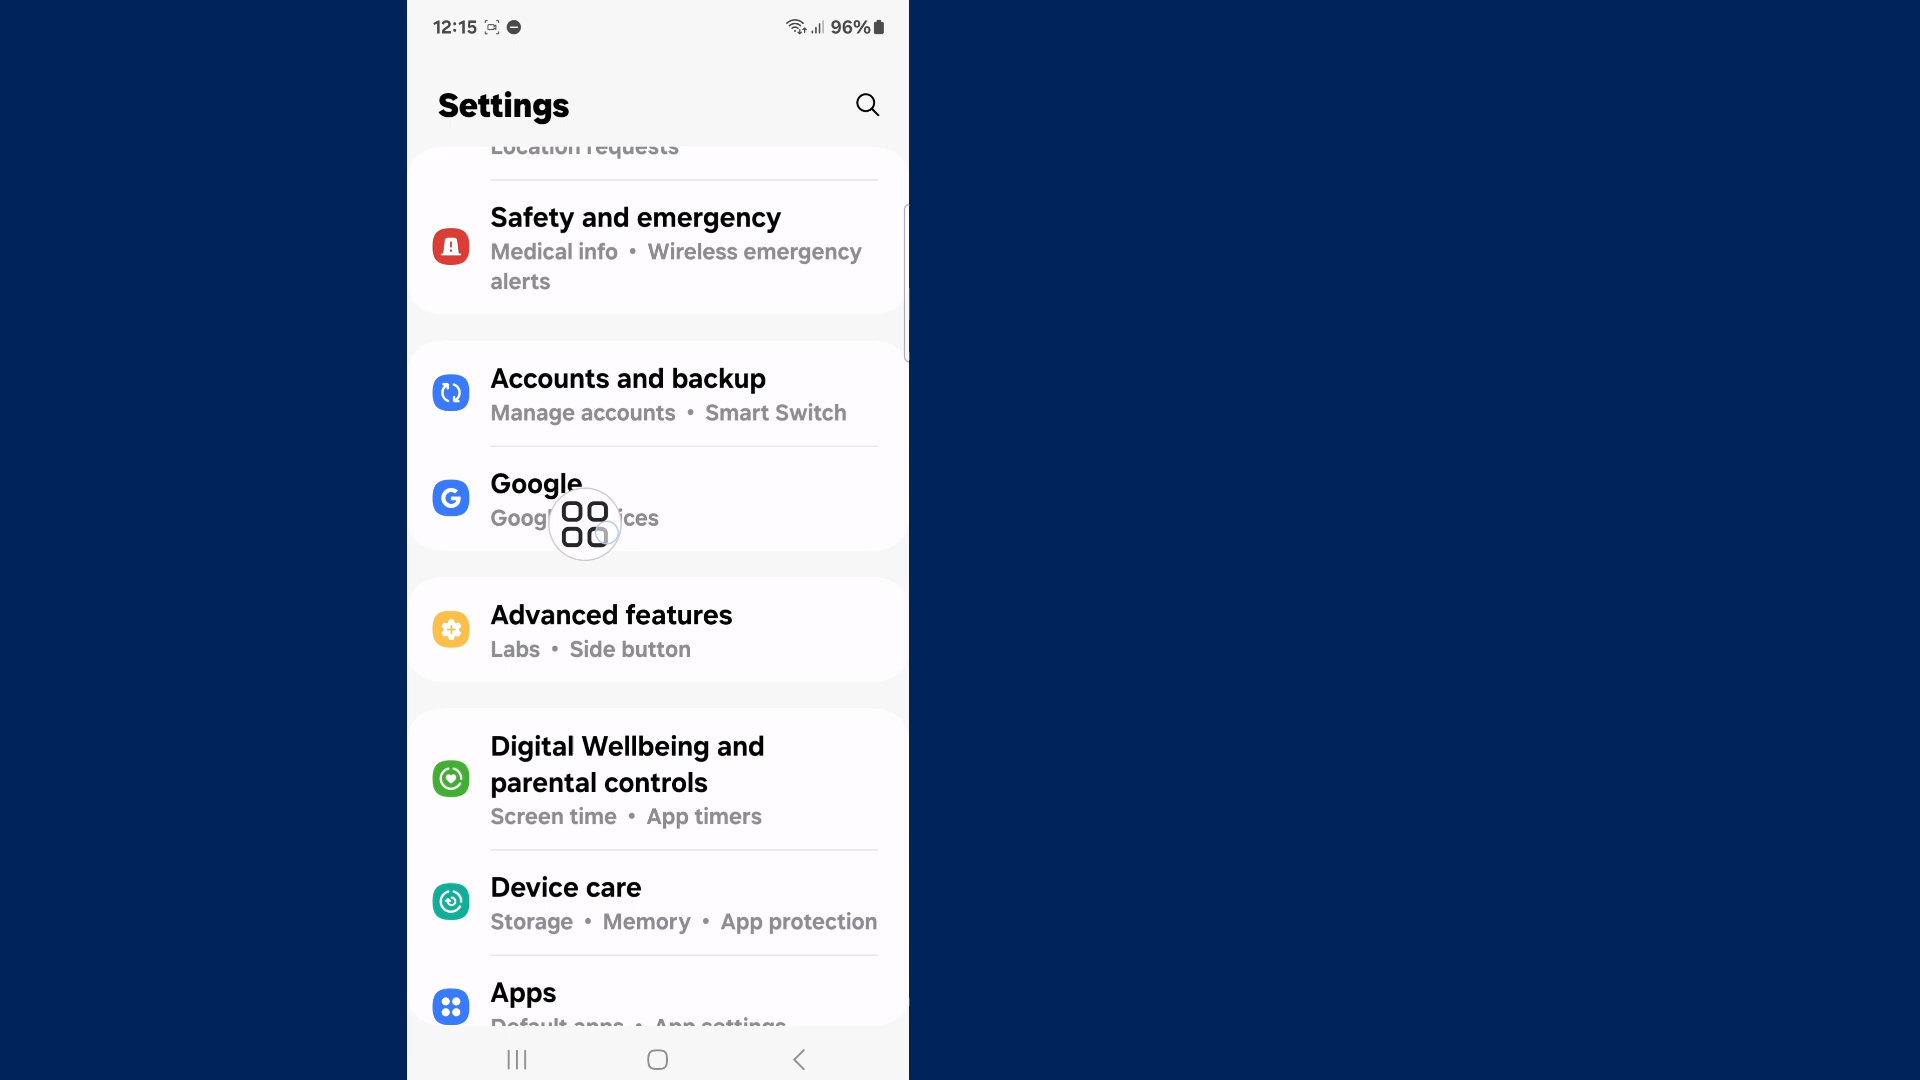 12:15
96%
Settings
Location requests
Safety and emergency
Medical info • Wireless emergency
alerts
Accounts and backup
Manage accounts • Smart Switch
Google
Goog ices
Advanced features
Labs • Side button
Digital Wellbeing and
parental controls
Screen time • App timers
Device care
Storage • Memory • App protection
Apps
Default apps • App settings